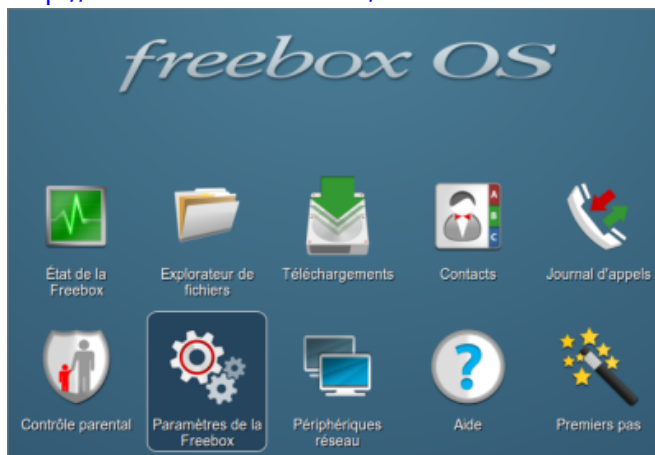 freebox OS
État de la
Freebox
Explorateur de
fichiers
Téléchargements
A
B
C
Contacts
Journal d'appels
Contrôle parental
Paramètres de la
Freebox
Périphériques
réseau
?
Aide
Premiers pas